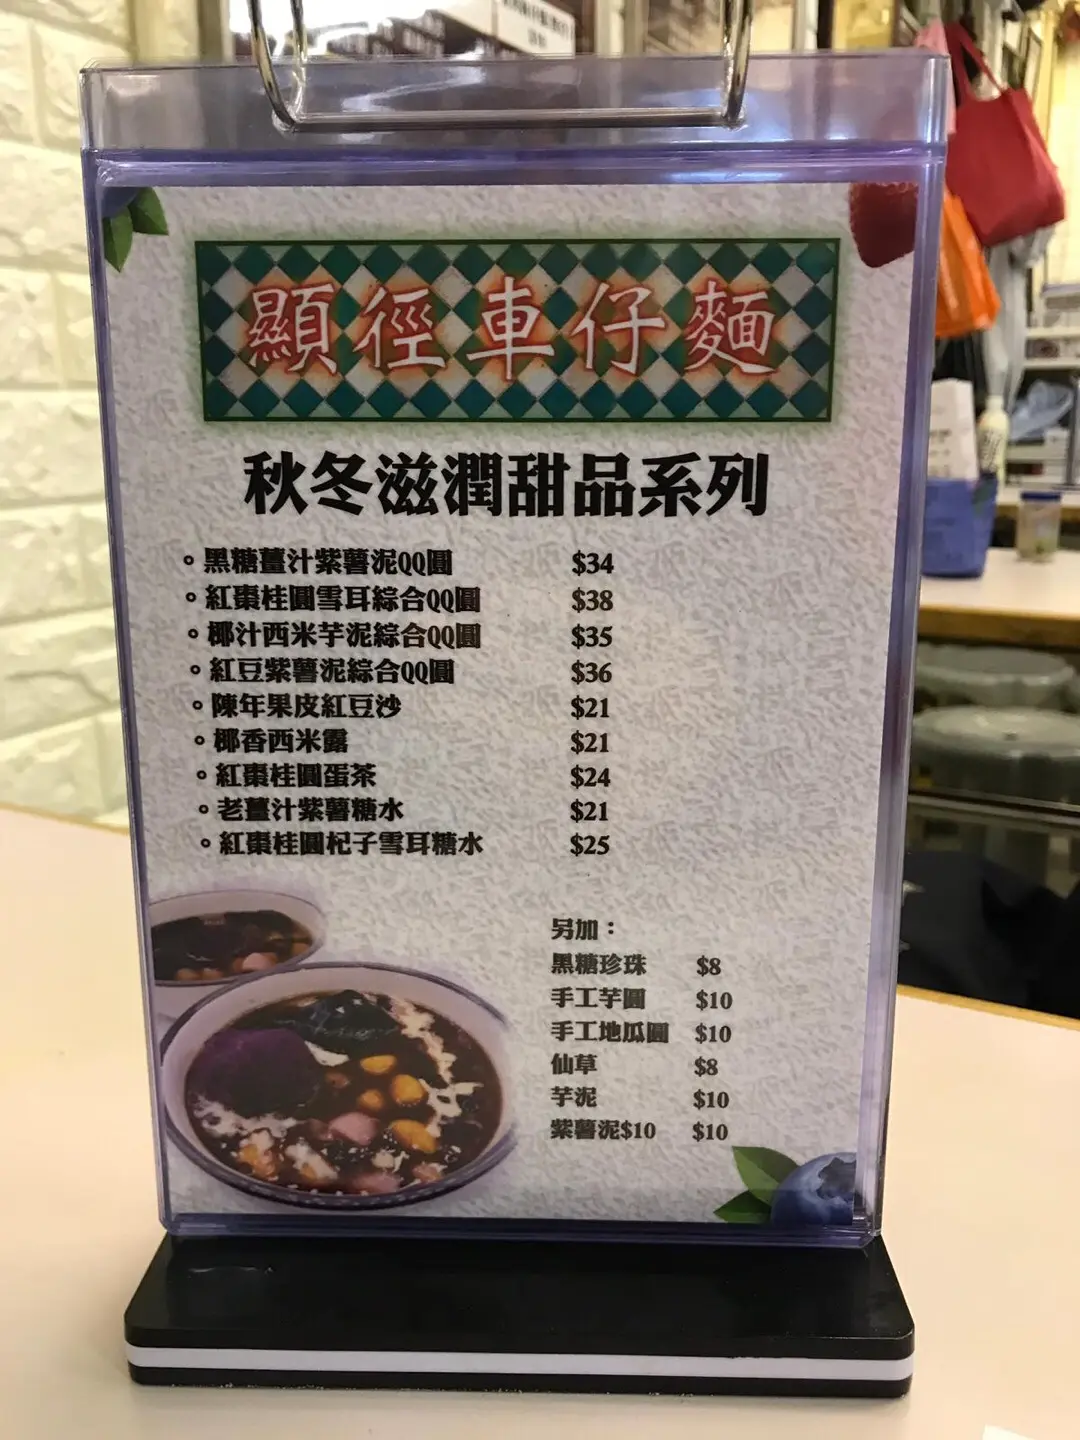 顯徑車仔麵
秋冬滋潤甜品系列
。黑糖薑汁紫薯泥QQ圓 $34
。紅棗桂圓雪耳綜合QQ圓 $38
。椰汁西米芋泥綜合QQ圓 $35
。紅豆紫薯泥綜合QQ圓 $36
。陳年果皮紅豆沙 $21
。椰香西米露 $21
。紅棗桂圓蛋茶 $24
。老薑汁紫薯糖水 $21
。紅棗桂圓杞子雪耳糖水 $25
另加：
黑糖珍珠 $8
手工芋圓 $10
手工地瓜圓 $10
仙草 $8
芋泥 $10
紫薯泥$10 $10